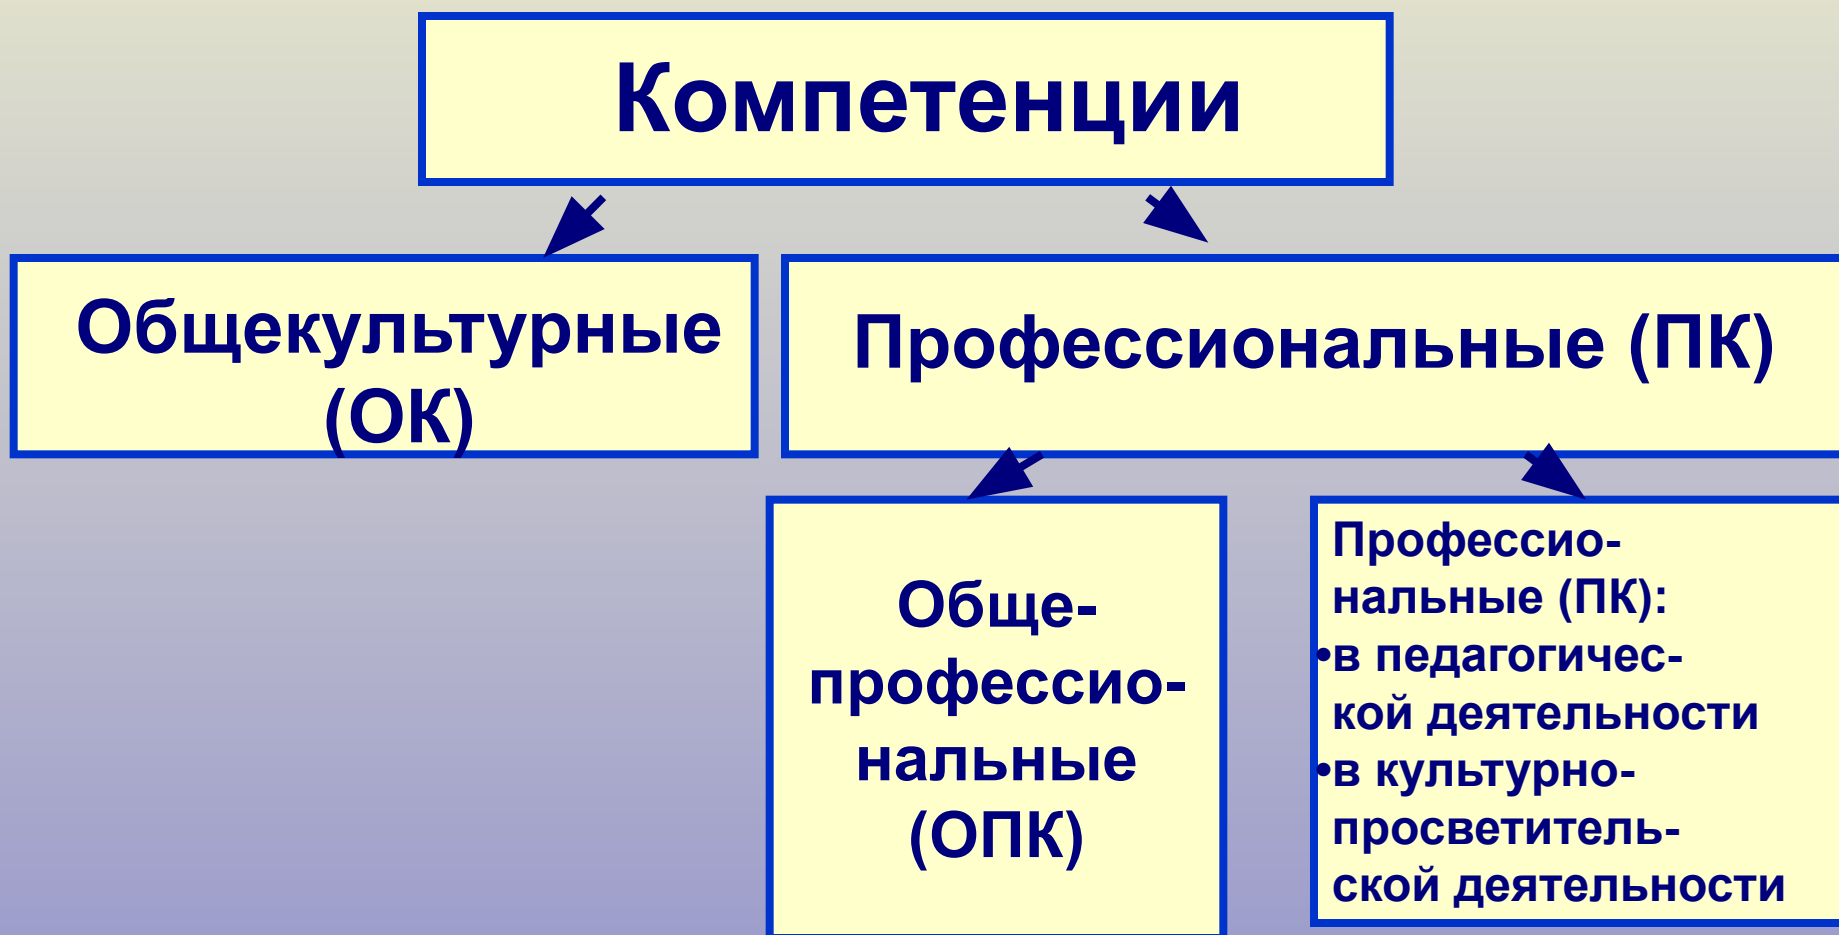 Компетенции
Общекультурные
(ОК)
Профессиональные (ПК)
Обще-
профессио-
нальные
(ОПК)
Профессио-
нальные (ПК):
•в педагогичес-
кой деятельности
•в культурно-
просветитель-
ской деятельности